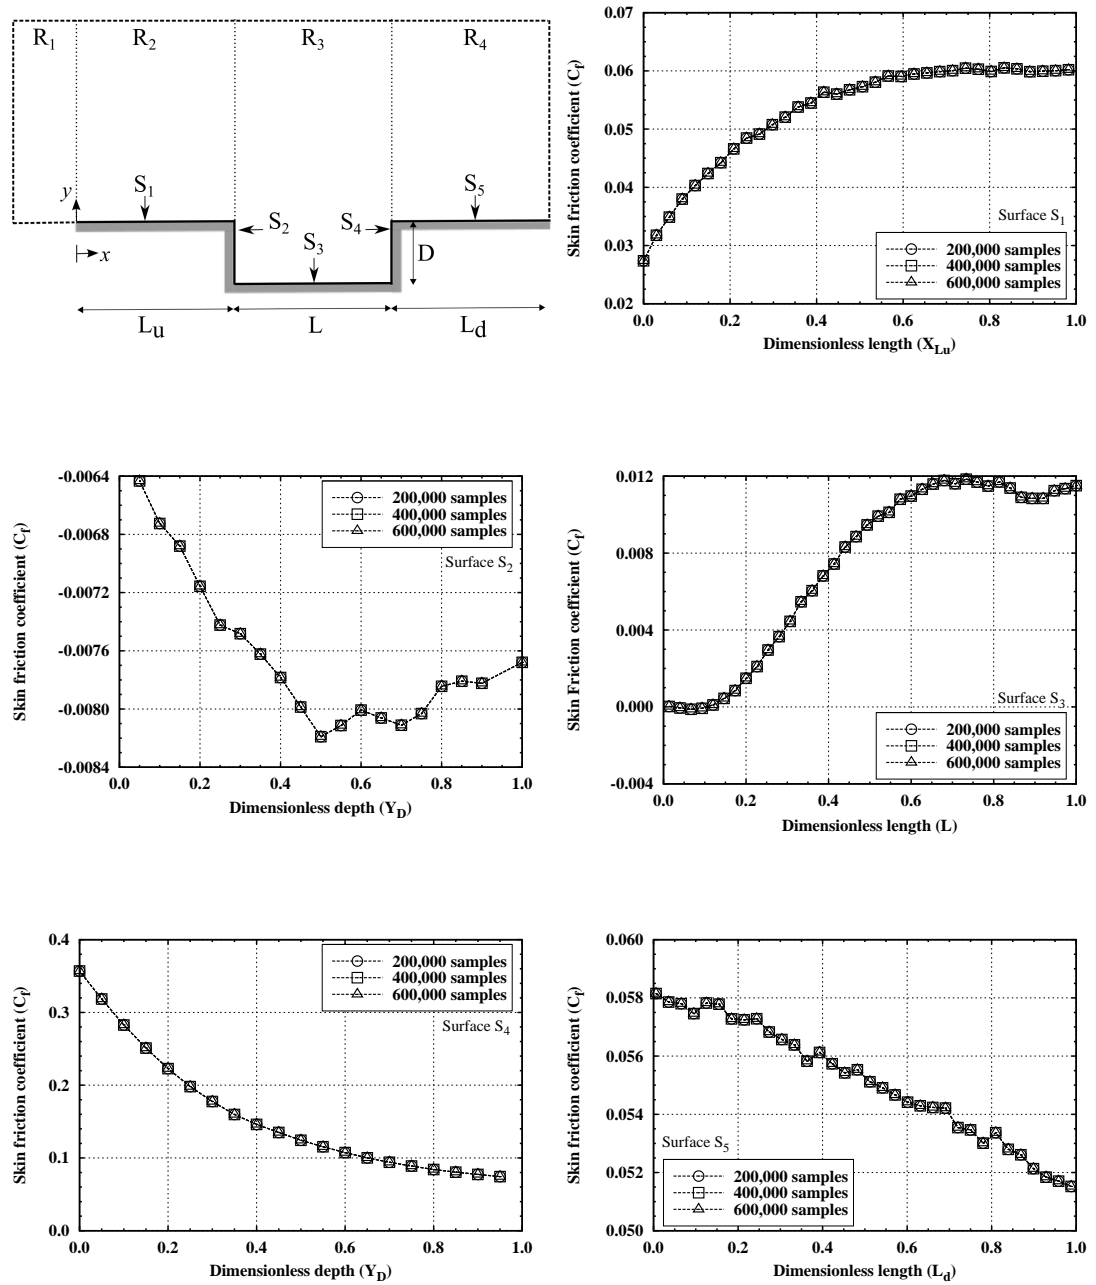 R1 R2 R3 R4
y S1 S5
S2 S4
S3 D
x
Lu L Ld
Skin friction coefficient (Cf)
0.07
0.06
0.05
0.04
0.03
0.02
Surface S1
200,000 samples
400,000 samples
600,000 samples
0.0 0.2 0.4 0.6 0.8 1.0
Dimensionless length (XLu)
Skin friction coefficient (Cf)
-0.0064
-0.0068
-0.0072
-0.0076
-0.0080
-0.0084
200,000 samples
400,000 samples
600,000 samples
Surface S2
0.0 0.2 0.4 0.6 0.8 1.0
Dimensionless depth (YD)
Skin Friction coefficient (Cf)
0.012
0.008
0.004
0.000
-0.004
Surface S3
200,000 samples
400,000 samples
600,000 samples
0.0 0.2 0.4 0.6 0.8 1.0
Dimensionless length (L)
Skin friction coefficient (Cf)
0.4
0.3
0.2
0.1
0.0
200,000 samples
400,000 samples
600,000 samples
Surface S4
0.0 0.2 0.4 0.6 0.8 1.0
Dimensionless depth (YD)
Skin friction coefficient (Cf)
0.060
0.058
0.056
0.054
0.052
0.050
Surface S5
200,000 samples
400,000 samples
600,000 samples
0.0 0.2 0.4 0.6 0.8 1.0
Dimensionless length (Ld)